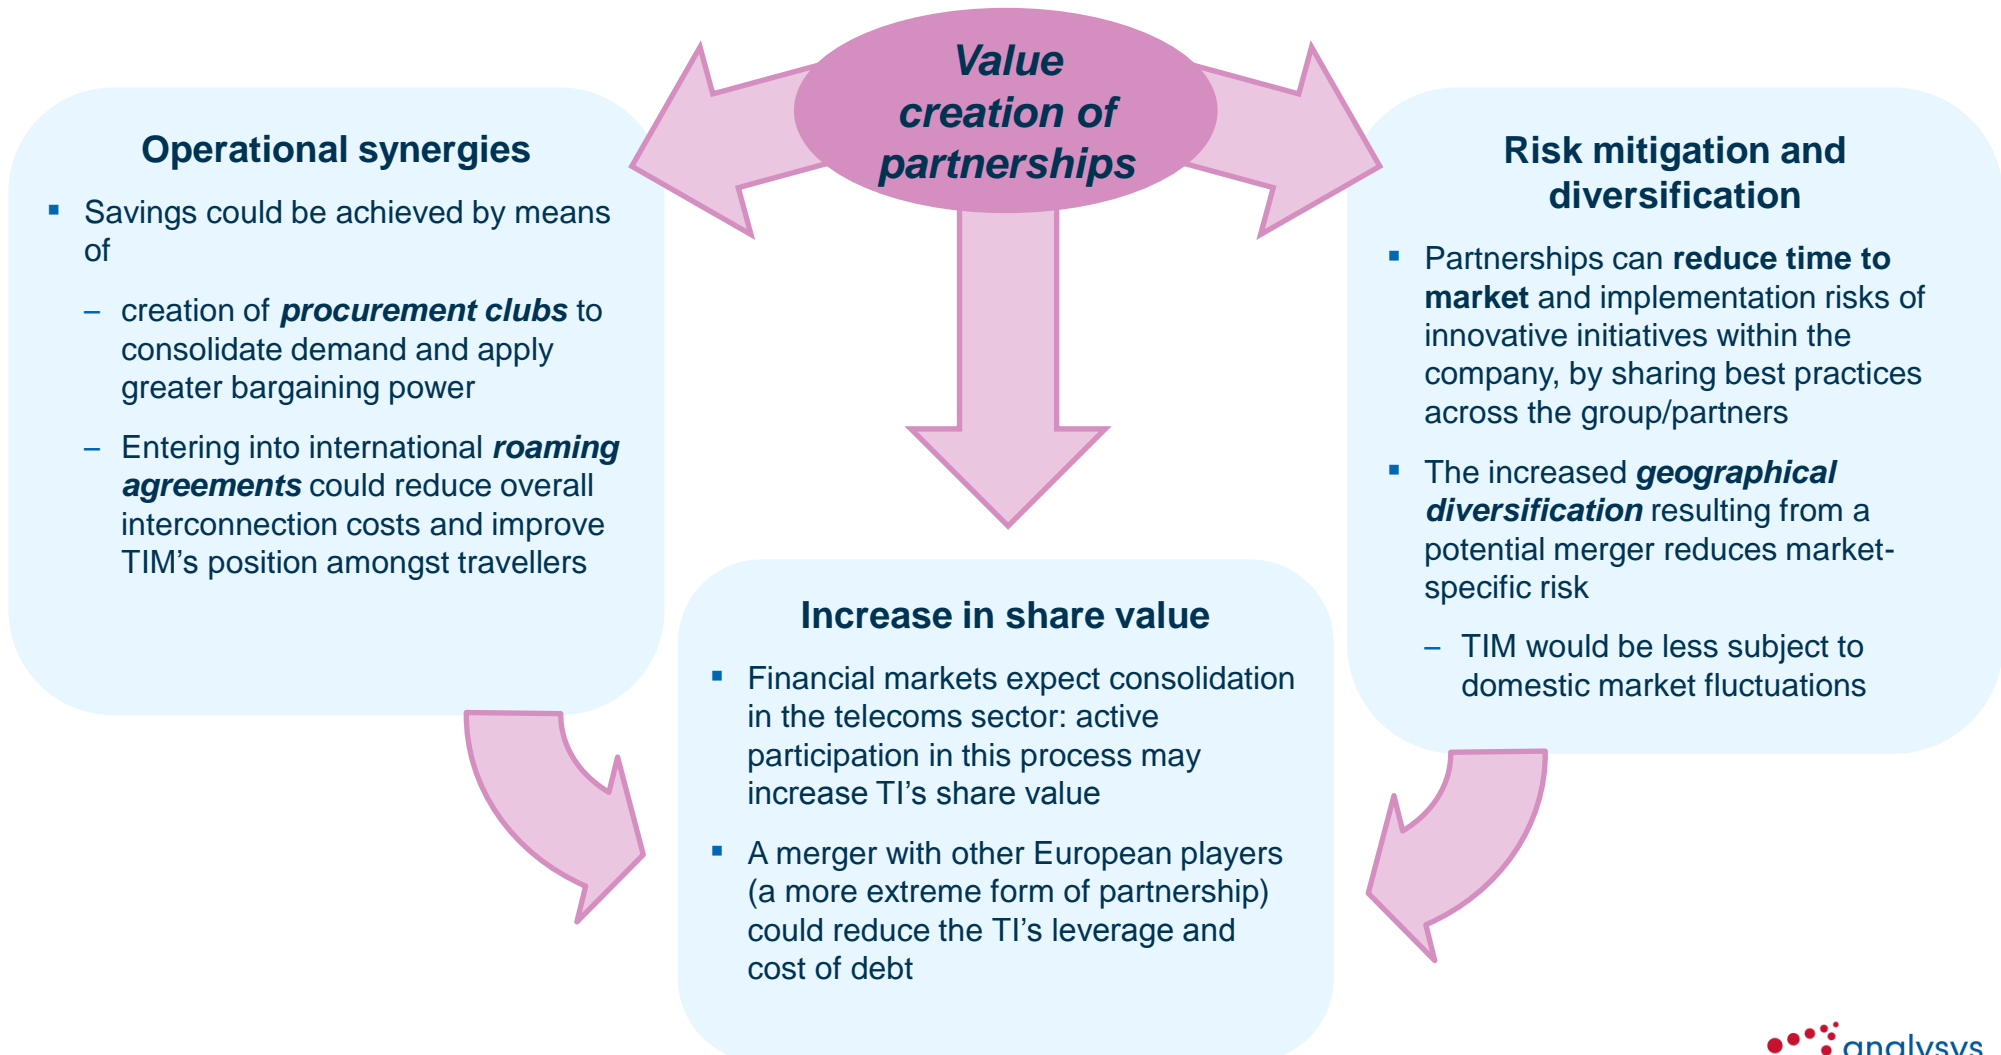 Value
creation of
partnerships
Operational synergies
▪ Savings could be achieved by means
of
– creation of procurement clubs to
consolidate demand and apply
greater bargaining power
– Entering into international roaming
agreements could reduce overall
interconnection costs and improve
TIM’s position amongst travellers
Increase in share value
▪ Financial markets expect consolidation
in the telecoms sector: active
participation in this process may
increase TI’s share value
▪ A merger with other European players
(a more extreme form of partnership)
could reduce the TI’s leverage and
cost of debt
Risk mitigation and
diversification
▪ Partnerships can reduce time to
market and implementation risks of
innovative initiatives within the
company, by sharing best practices
across the group/partners
▪ The increased geographical
diversification resulting from a
potential merger reduces market-
specific risk
– TIM would be less subject to
domestic market fluctuations
analysys